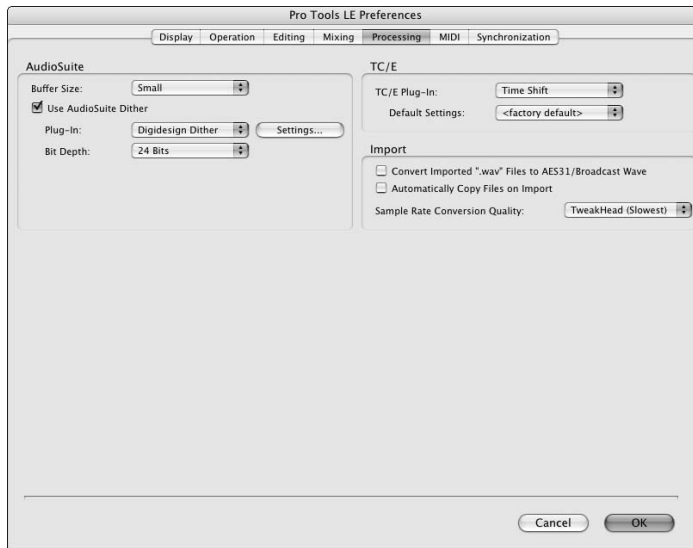 Pro Tools LE Preferences
Display Operation Editing Mixing Processing MIDI Synchronization
AudioSuite
Buffer Size: Small
Use AudioSuite Dither
Plug-In: Digidesign Dither Settings...
Bit Depth: 24 Bits
TC/E
TC/E Plug-In: Time Shift
Default Settings: <factory default>
Import
Convert Imported ".wav" Files to AES31/Broadcast Wave
Automatically Copy Files on Import
Sample Rate Conversion Quality: TweakHead (Slowest)
Cancel OK